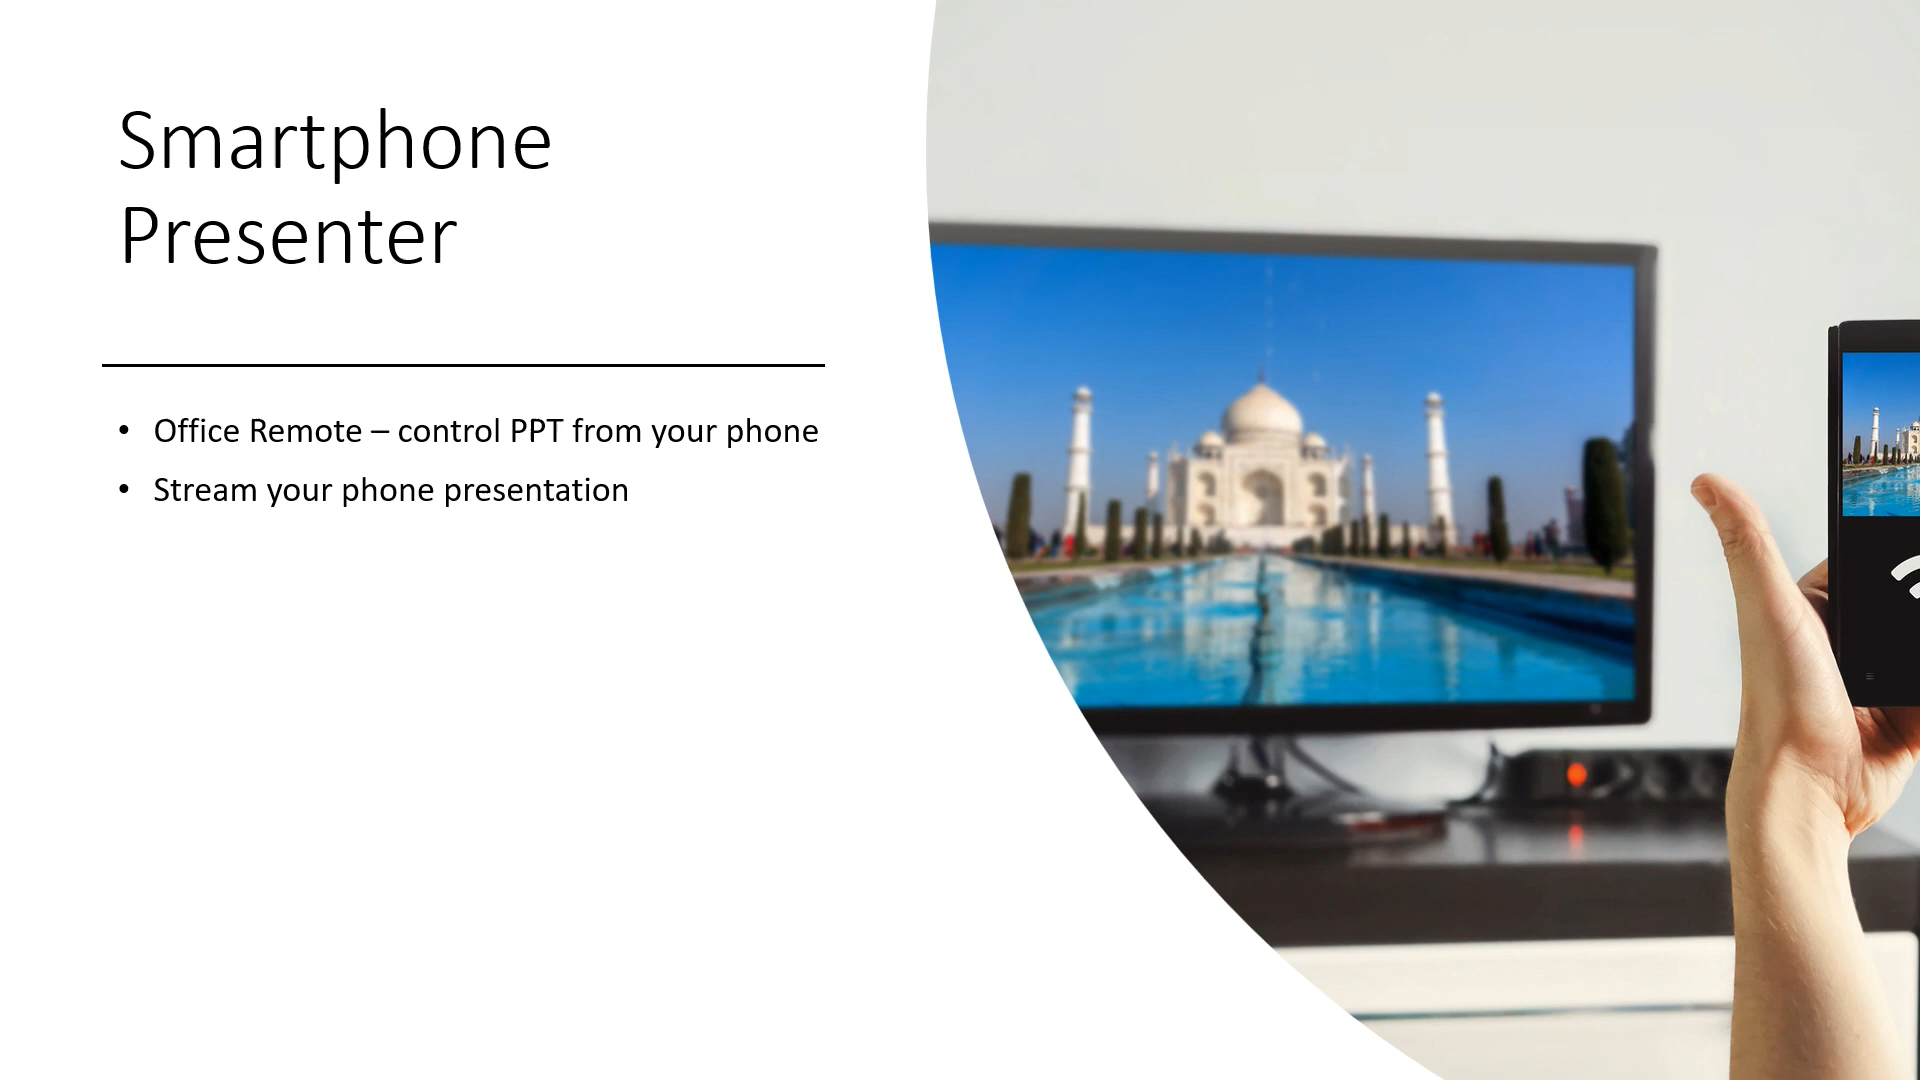 Smartphone
Presenter
• Office Remote – control PPT from your phone
• Stream your phone presentation